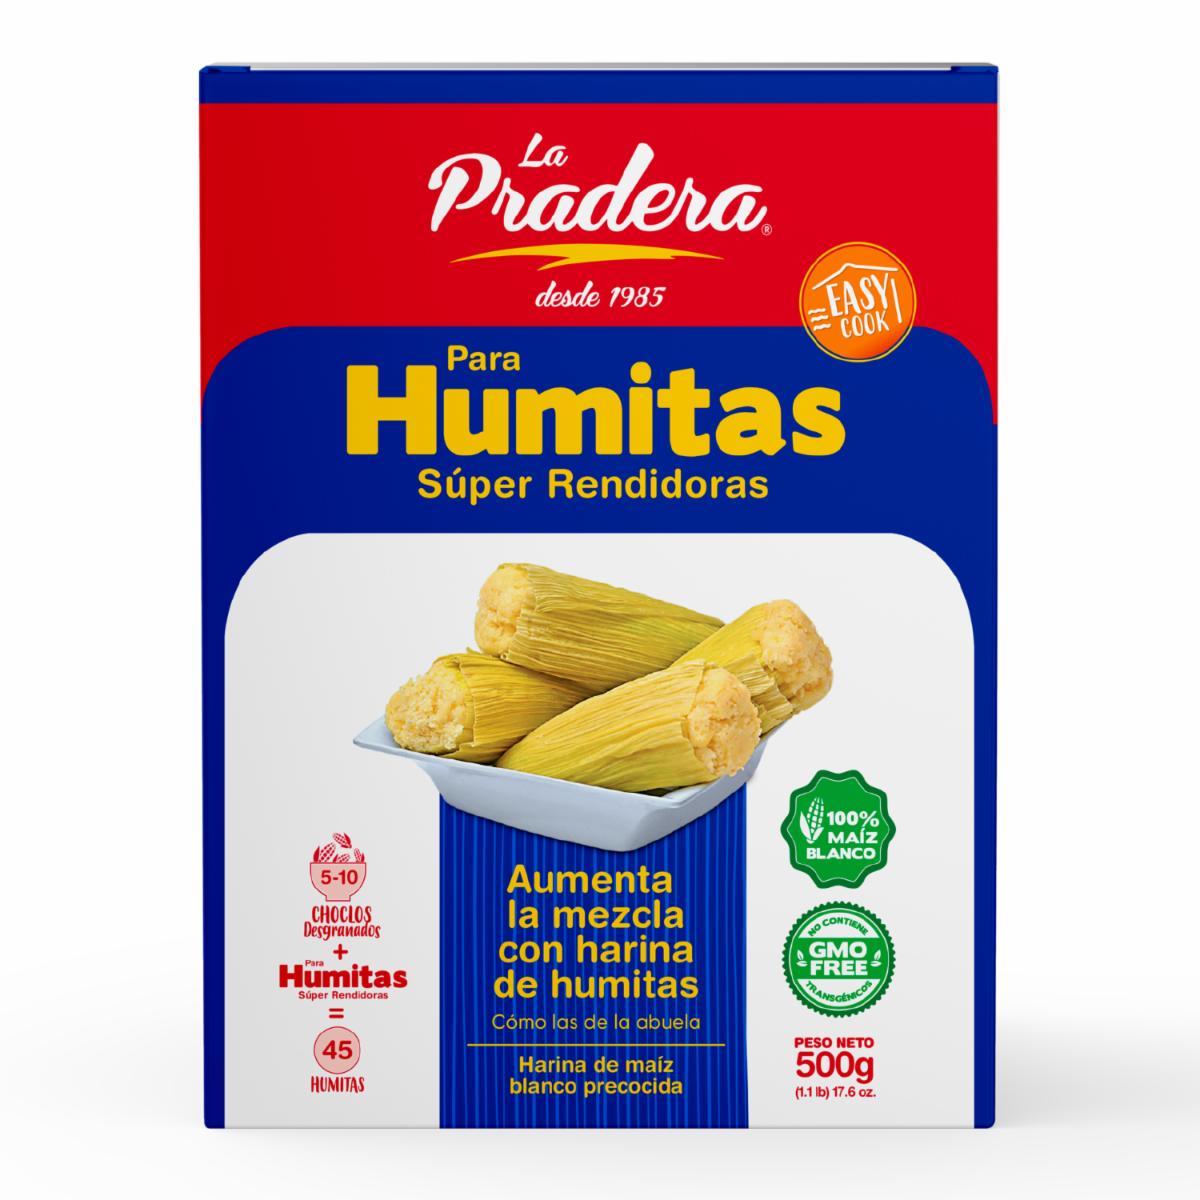 La
Pradera®
desde 1985
EASY
COOK
Para
Humitas
Súper Rendidoras
5-10
CHOCLOS
Desgranados
+
Para
Humitas
Súper Rendidoras
=
45
HUMITAS
Aumenta
la mezcla
con harina
de humitas
Cómo las de la abuela
Harina de maíz
blanco precocida
100%
MAÍZ
BLANCO
NO CONTIENE
GMO
FREE
TRANSGÉNICOS
PESO NETO
500g
(1.1 lb) 17.6 oz.